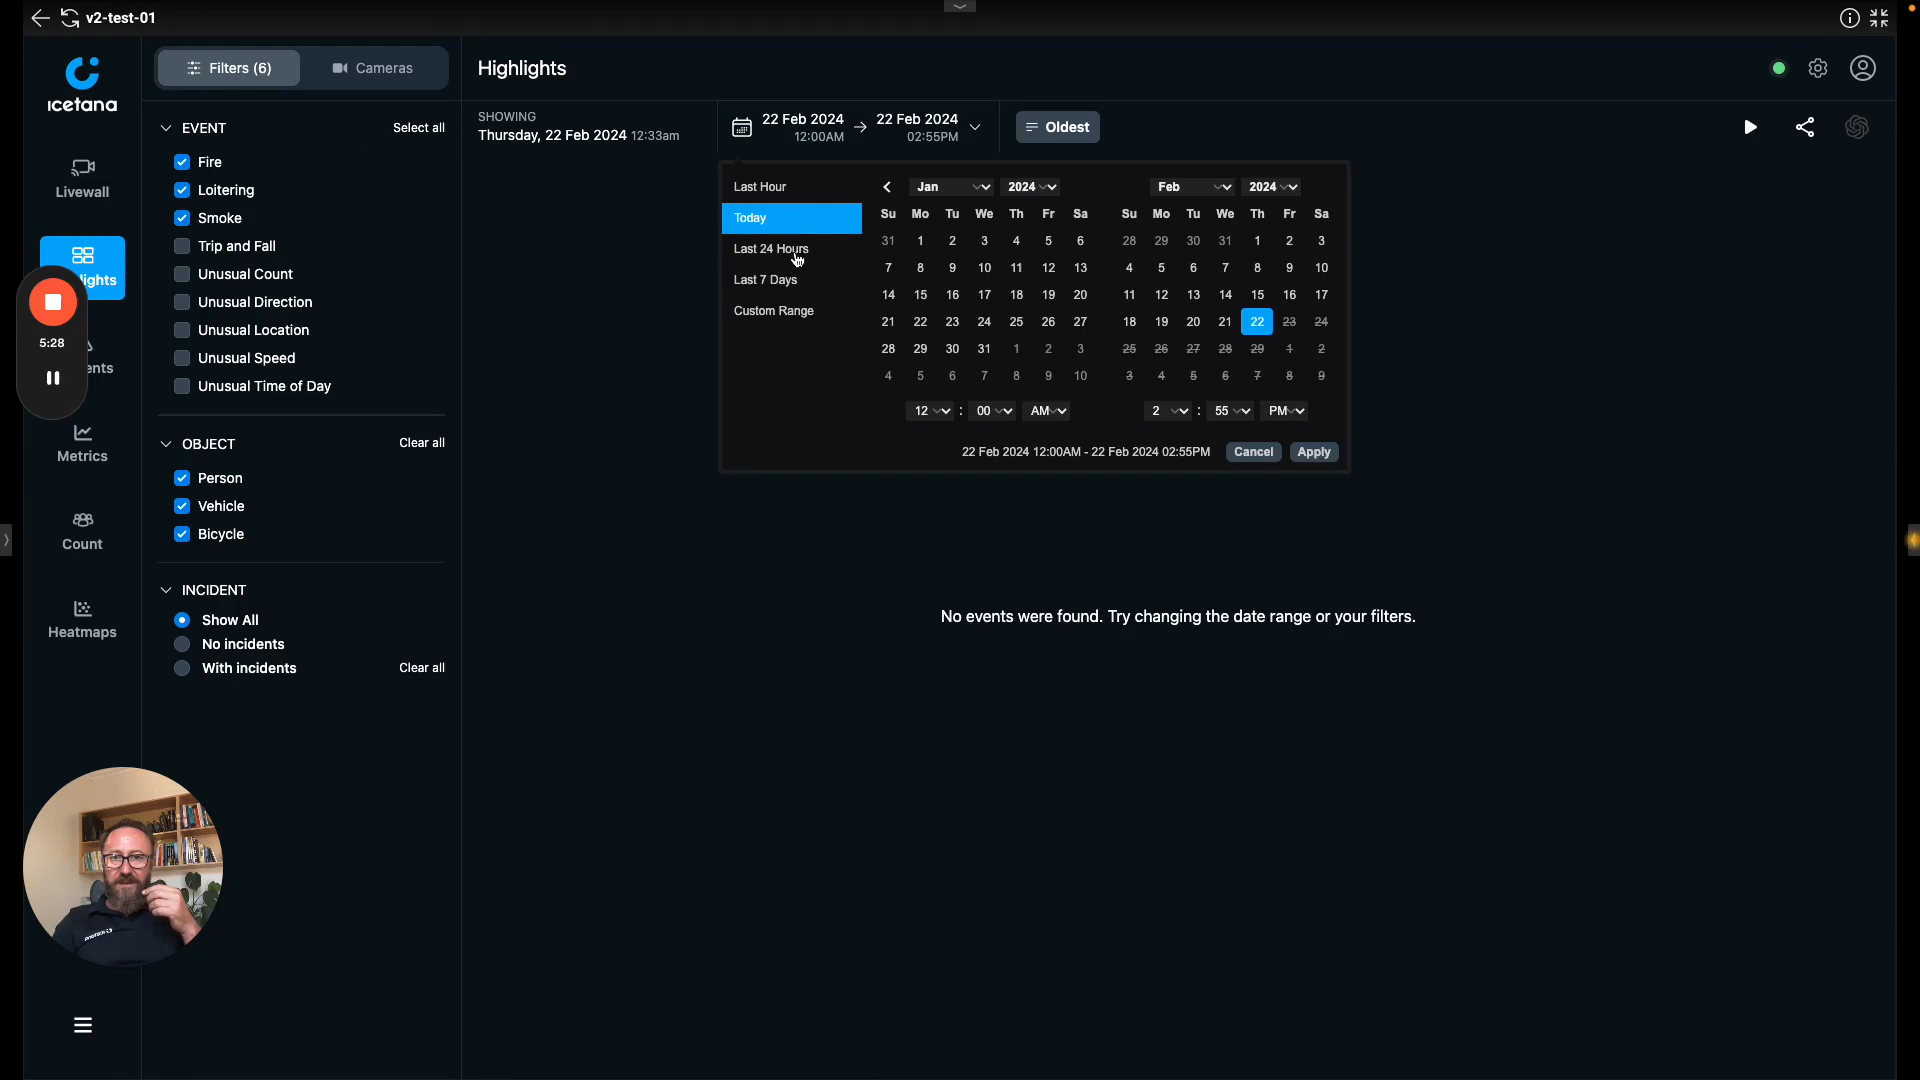 v2-test-01
icetana
Livewall
lights
5:28
ents
Metrics
Count
Heatmaps
Filters (6)
Cameras
EVENT
Select all
Fire
Loitering
Smoke
Trip and Fall
Unusual Count
Unusual Direction
Unusual Location
Unusual Speed
Unusual Time of Day
OBJECT
Clear all
Person
Vehicle
Bicycle
INCIDENT
Show All
No incidents
With incidents
Clear all
Highlights
SHOWING
Thursday, 22 Feb 2024 12:33am
22 Feb 2024 22 Feb 2024
12:00AM 02:55PM
Oldest
Last Hour
Today
Last 24 Hours
Last 7 Days
Custom Range
Jan 2024
Su Mo Tu We Th Fr Sa
31 1 2 3 4 5 6
7 8 9 10 11 12 13
14 15 16 17 18 19 20
21 22 23 24 25 26 27
28 29 30 31 1 2 3
4 5 6 7 8 9 10
12 : 00 AM
Feb 2024
Su Mo Tu We Th Fr Sa
28 29 30 31 1 2 3
4 5 6 7 8 9 10
11 12 13 14 15 16 17
18 19 20 21 22 23 24
25 26 27 28 29 1 2
3 4 5 6 7 8 9
2 : 55 PM
22 Feb 2024 12:00AM - 22 Feb 2024 02:55PM
Cancel
Apply
No events were found. Try changing the date range or your filters.